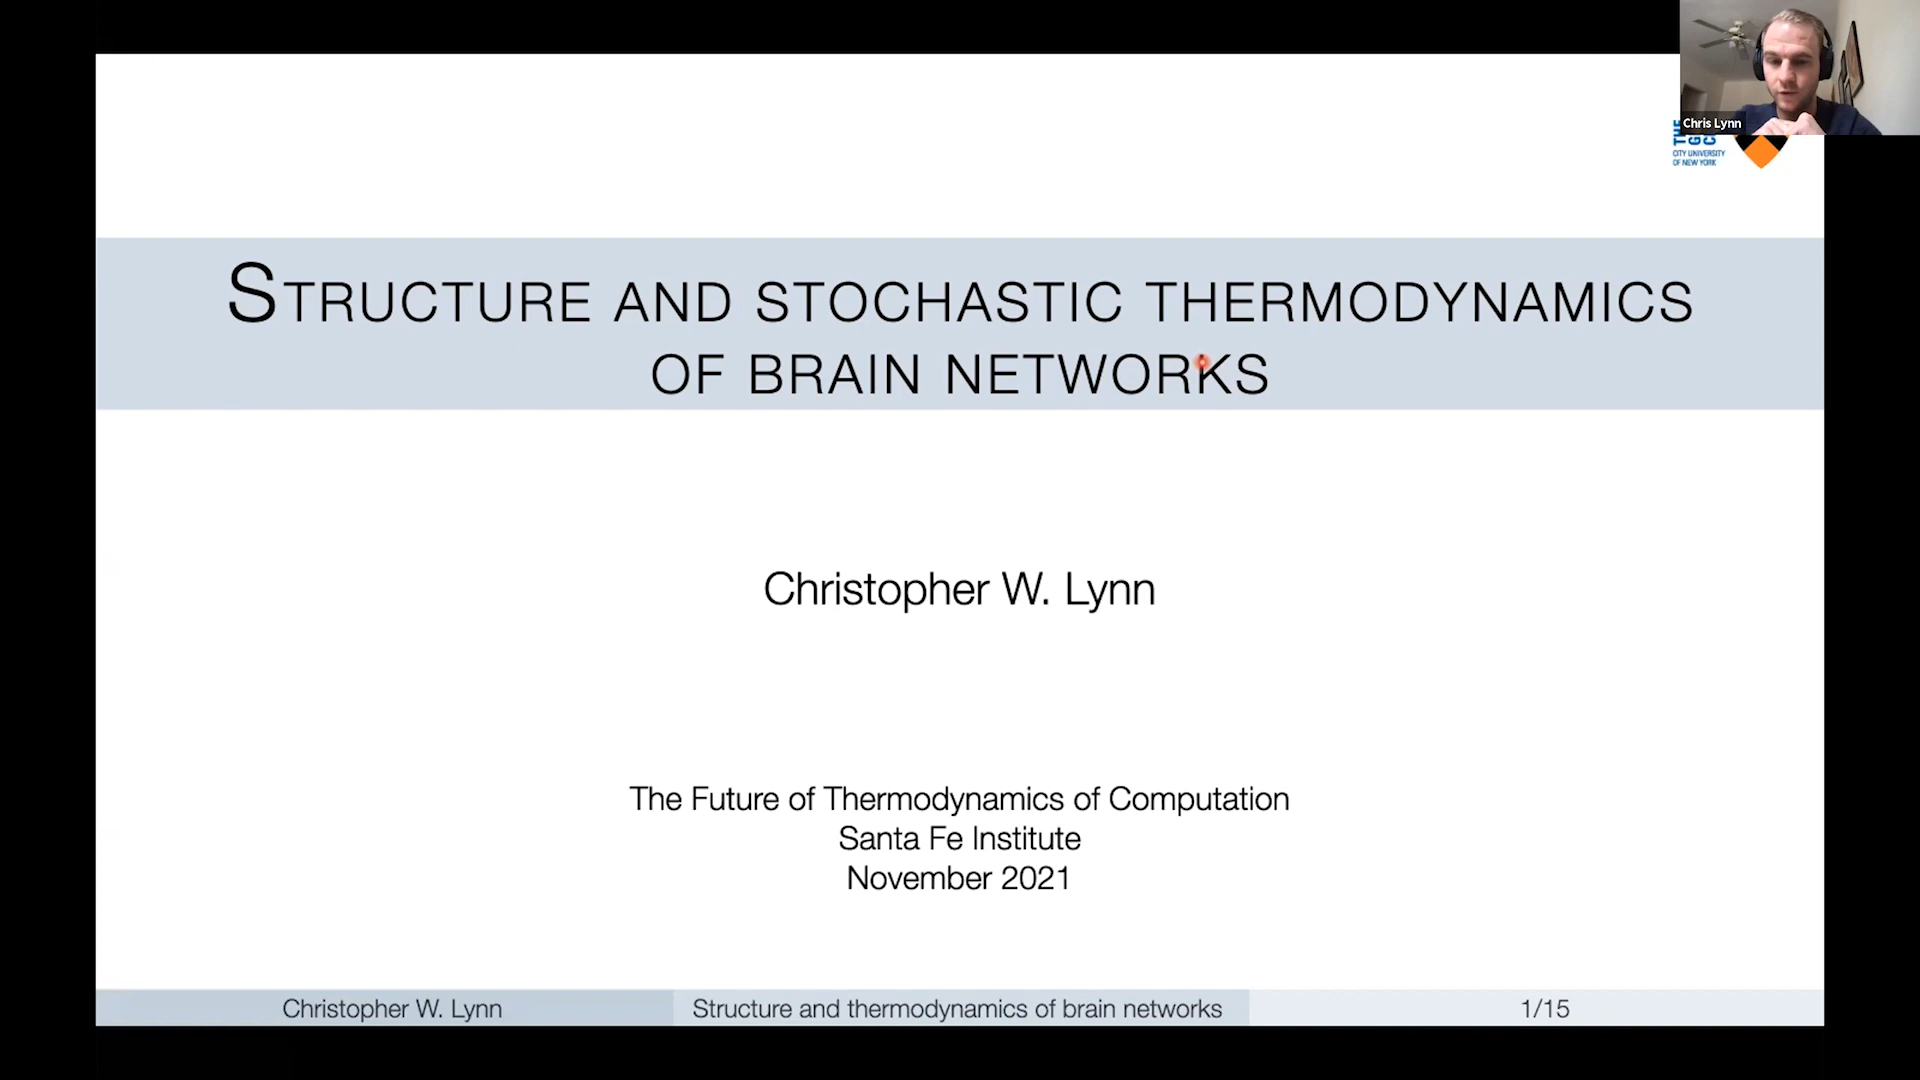 Chris Lynn
CITY UNIVERSITY
OF NEW YORK
STRUCTURE AND STOCHASTIC THERMODYNAMICS
OF BRAIN NETWORKS
Christopher W. Lynn
The Future of Thermodynamics of Computation
Santa Fe Institute
November 2021
Christopher W. Lynn
Structure and thermodynamics of brain networks
1/15